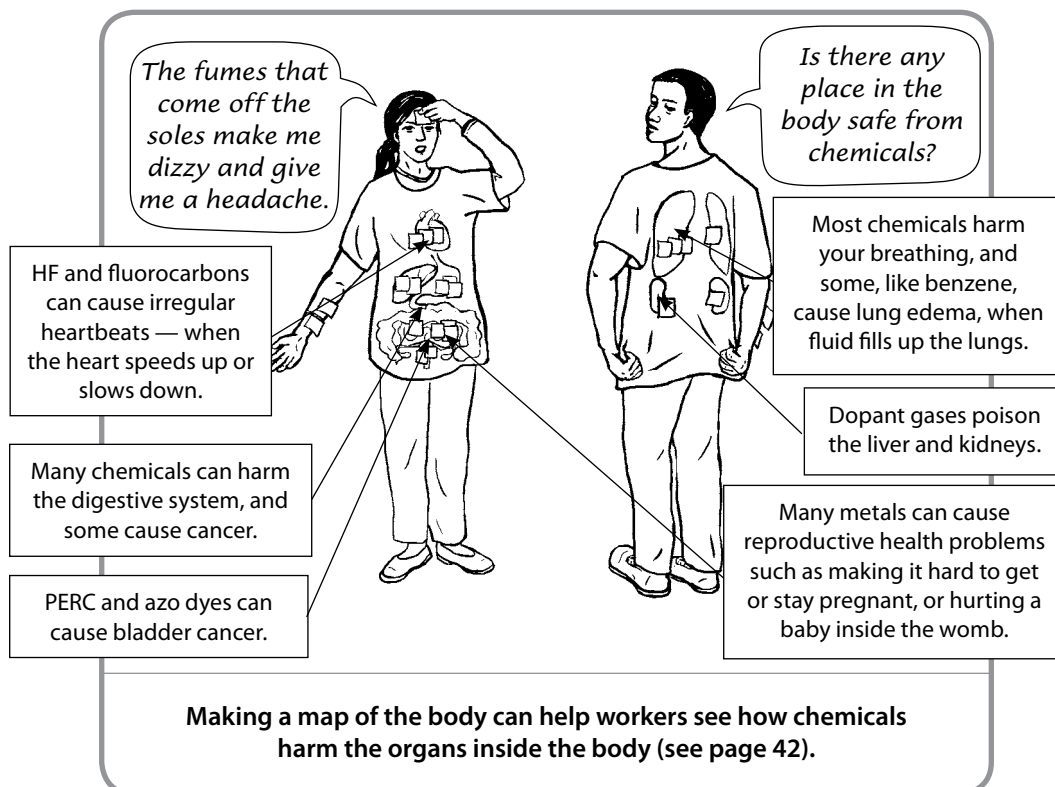 The fumes that
come off the
soles make me
dizzy and give
me a headache.
Is there any
place in the
body safe from
chemicals?
HF and fluorocarbons
can cause irregular
heartbeats — when
the heart speeds up or
slows down.
Many chemicals can harm
the digestive system, and
some cause cancer.
PERC and azo dyes can
cause bladder cancer.
Most chemicals harm
your breathing, and
some, like benzene,
cause lung edema, when
fluid fills up the lungs.
Dopant gases poison
the liver and kidneys.
Many metals can cause
reproductive health problems
such as making it hard to get
or stay pregnant, or hurting a
baby inside the womb.
Making a map of the body can help workers see how chemicals
harm the organs inside the body (see page 42).